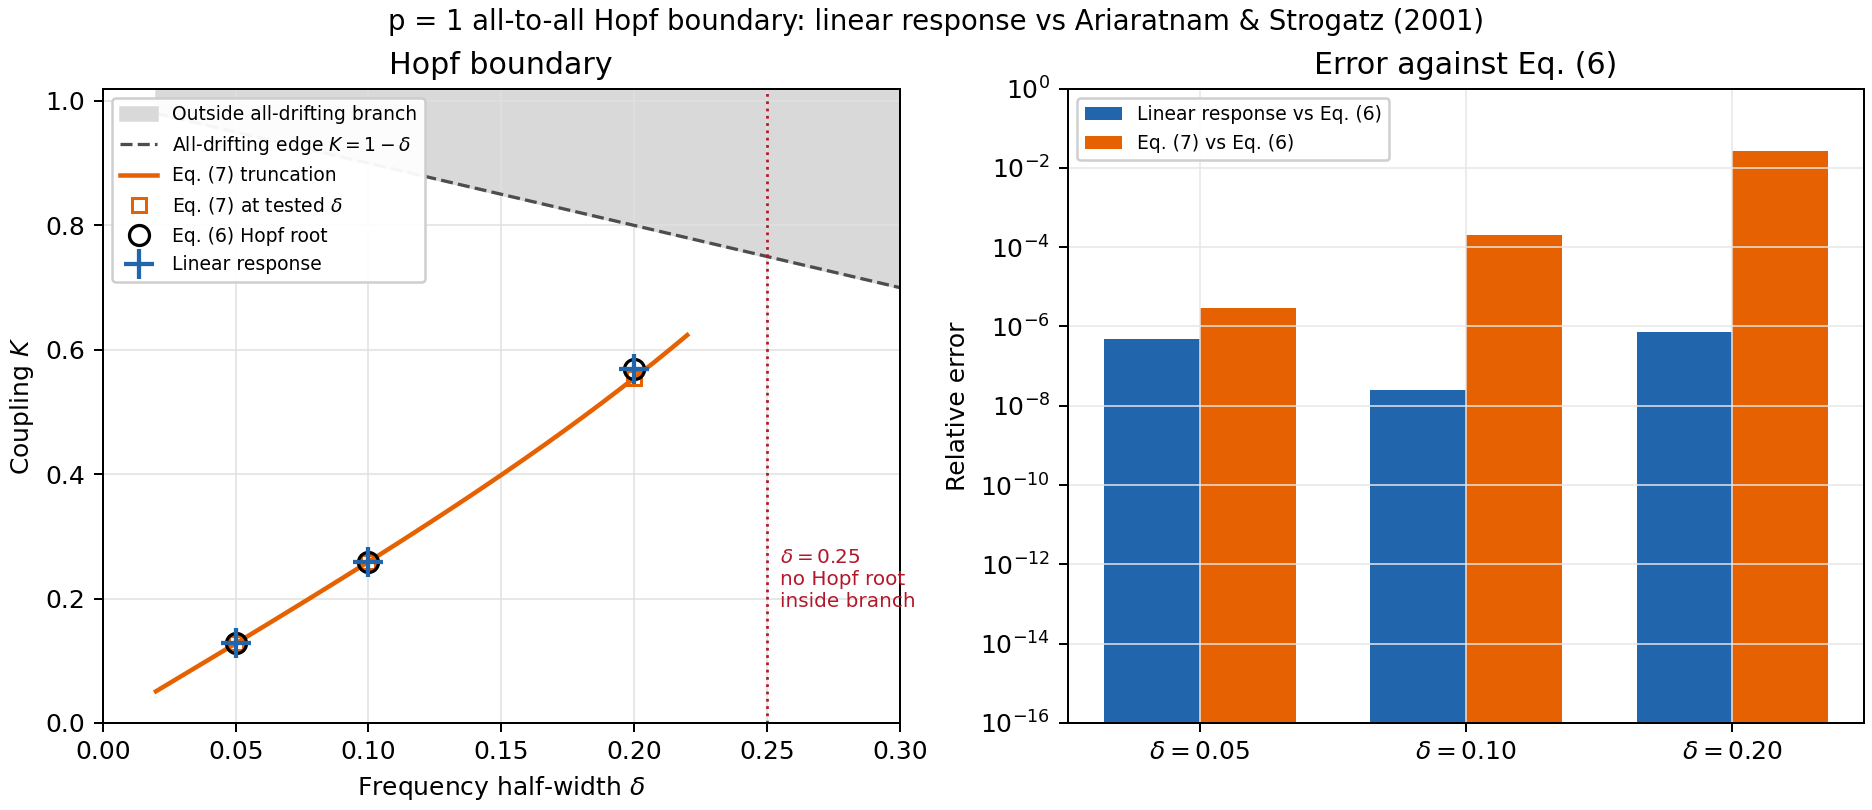 p = 1 all-to-all Hopf boundary: linear response vs Ariaratnam & Strogatz (2001)
Hopf boundary
Outside all-drifting branch
All-drifting edge K = 1 − δ
Eq. (7) truncation
Eq. (7) at tested δ
Eq. (6) Hopf root
Linear response
1.0
0.8
0.6
0.4
0.2
0.0
Coupling K
δ = 0.25
no Hopf root
inside branch
0.00 0.05 0.10 0.15 0.20 0.25 0.30
Frequency half-width δ
Error against Eq. (6)
Linear response vs Eq. (6)
Eq. (7) vs Eq. (6)
10⁰
10⁻²
10⁻⁴
10⁻⁶
10⁻⁸
10⁻¹⁰
10⁻¹²
10⁻¹⁴
10⁻¹⁶
Relative error
δ = 0.05 δ = 0.10 δ = 0.20